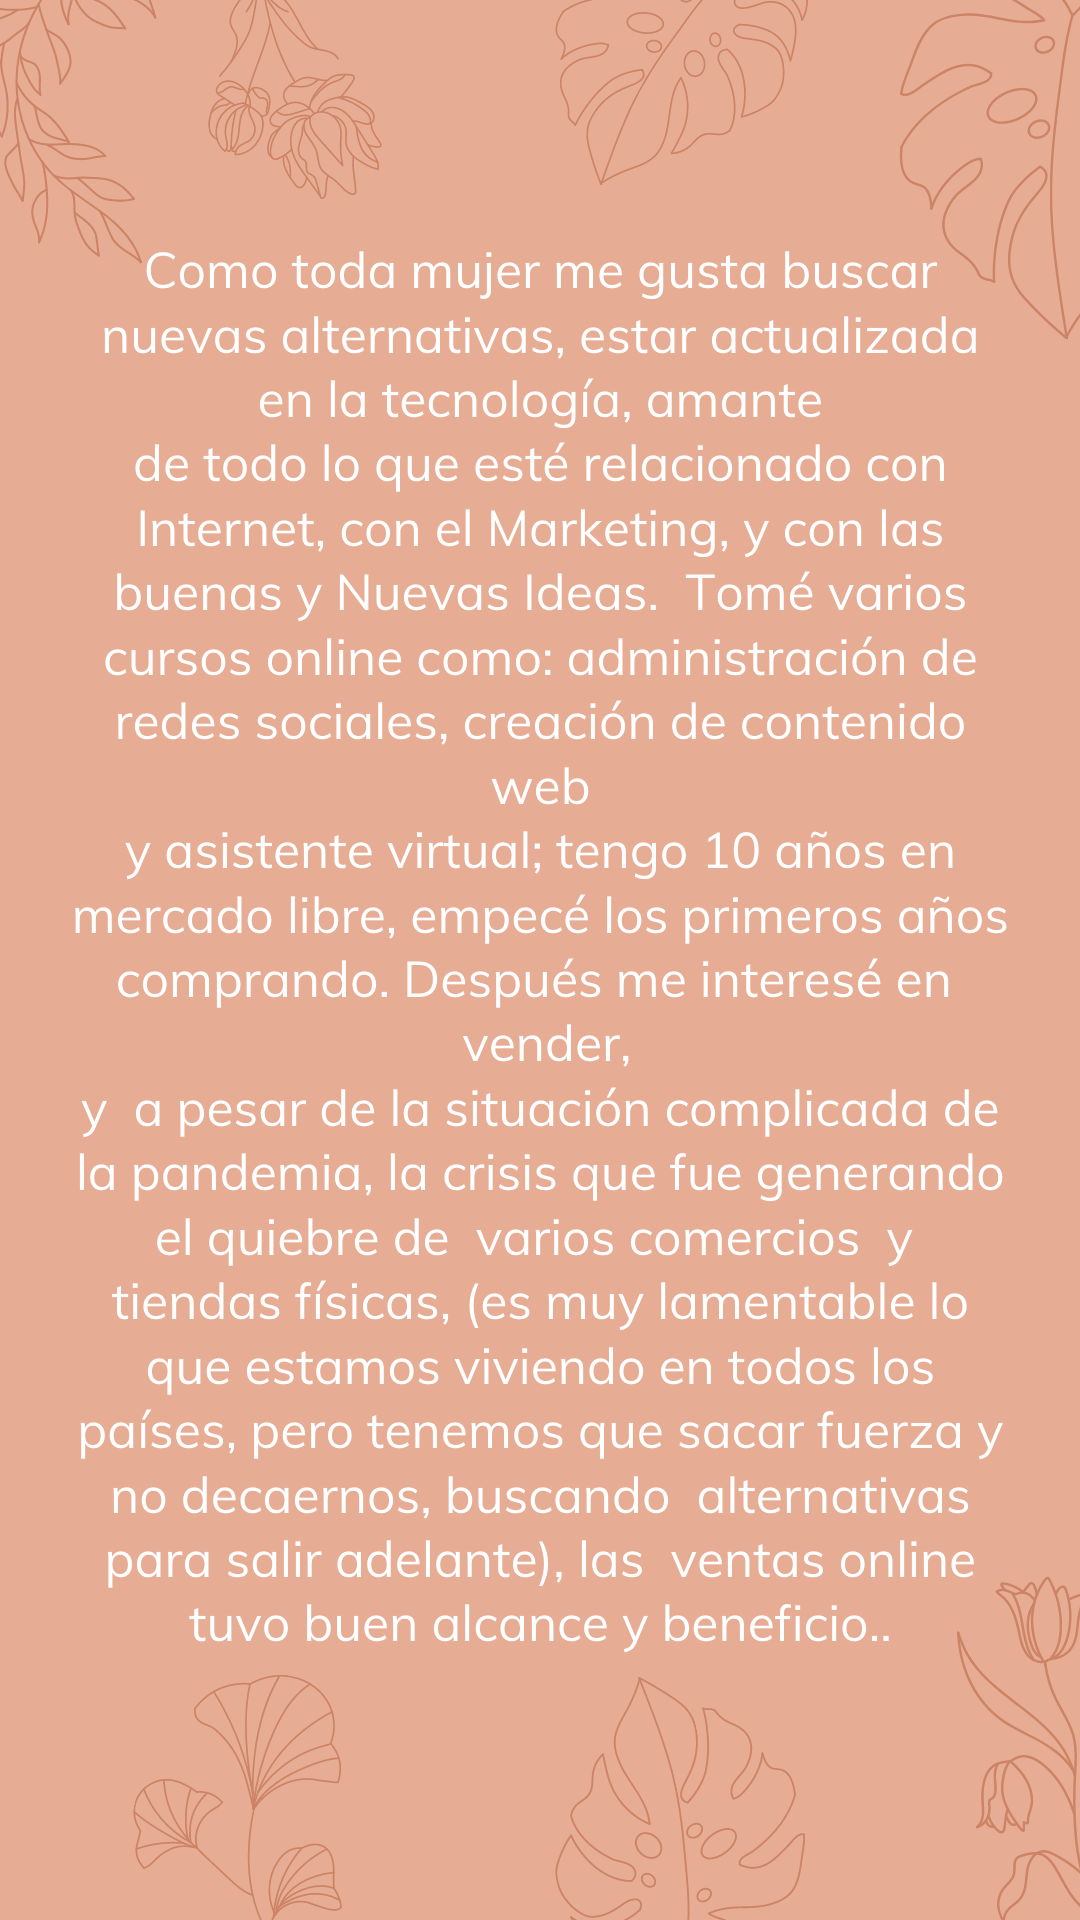 Como toda mujer me gusta buscar
nuevas alternativas, estar actualizada
en la tecnología, amante
de todo lo que esté relacionado con
Internet, con el Marketing, y con las
buenas y Nuevas Ideas.  Tomé varios
cursos online como: administración de
redes sociales, creación de contenido
web
y asistente virtual; tengo 10 años en
mercado libre, empecé los primeros años
comprando. Después me interesé en
vender,
y  a pesar de la situación complicada de
la pandemia, la crisis que fue generando
el quiebre de  varios comercios  y
tiendas físicas, (es muy lamentable lo
que estamos viviendo en todos los
países, pero tenemos que sacar fuerza y
no decaernos, buscando  alternativas
para salir adelante), las  ventas online
tuvo buen alcance y beneficio..